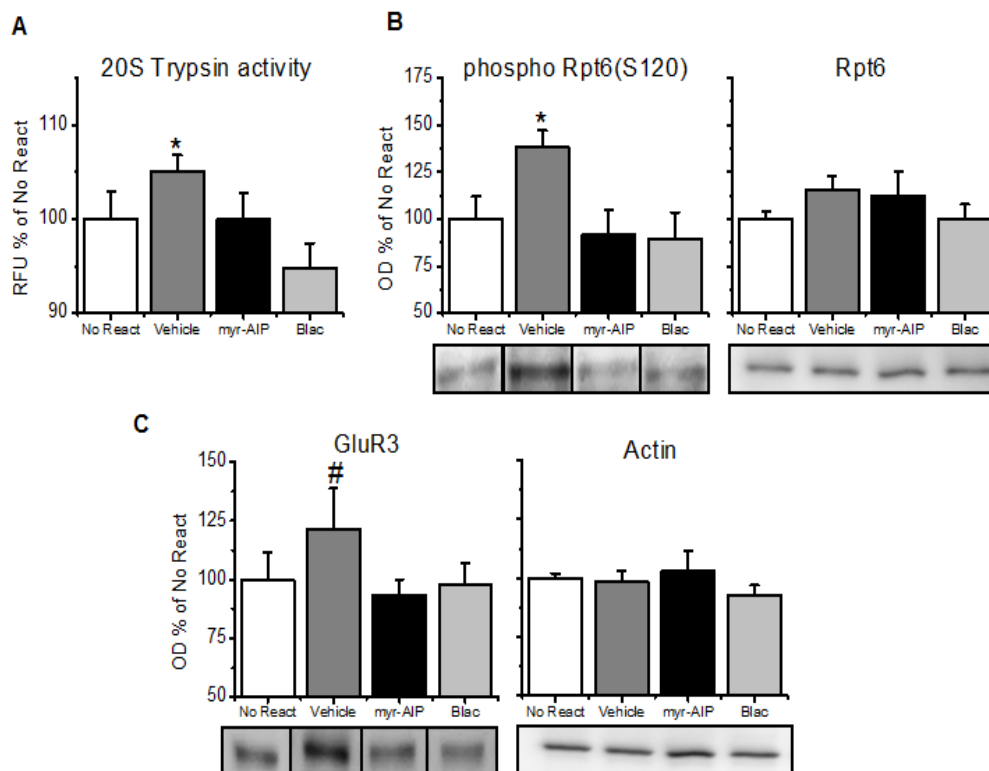 A
20S Trypsin activity
RFU % of No React
110
100
90
*
No React Vehicle myr-AIP Blac
B
phospho Rpt6(S120)
OD % of No React
150
125
100
75
50
*
No React Vehicle myr-AIP Blac
Rpt6
No React Vehicle myr-AIP Blac
C
GluR3
OD % of No React
150
125
100
75
50
#
No React Vehicle myr-AIP Blac
Actin
No React Vehicle myr-AIP Blac